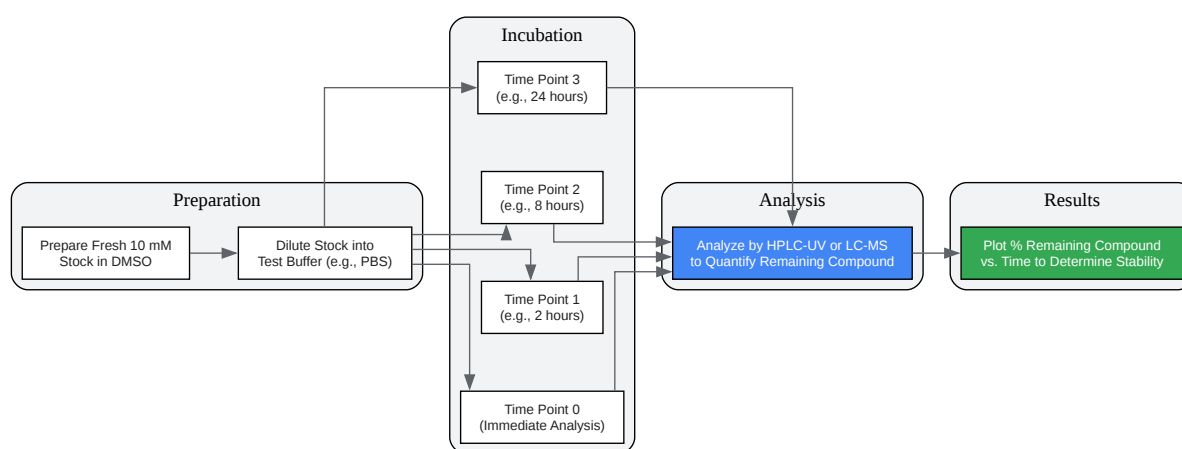 Preparation
Prepare Fresh 10 mM
Stock in DMSO
Dilute Stock into
Test Buffer (e.g., PBS)
Incubation
Time Point 3
(e.g., 24 hours)
Time Point 2
(e.g., 8 hours)
Time Point 1
(e.g., 2 hours)
Time Point 0
(Immediate Analysis)
Analysis
Analyze by HPLC-UV or LC-MS
to Quantify Remaining Compound
Results
Plot % Remaining Compound
vs. Time to Determine Stability